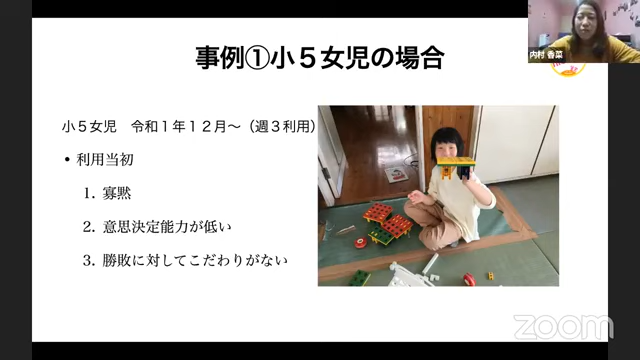 事例①小５女児の場合
内村 香菜
小５女児　令和１年１２月〜（週３利用）
• 利用当初
1. 寡黙
2. 意思決定能力が低い
3. 勝敗に対してこだわりがない
zoom